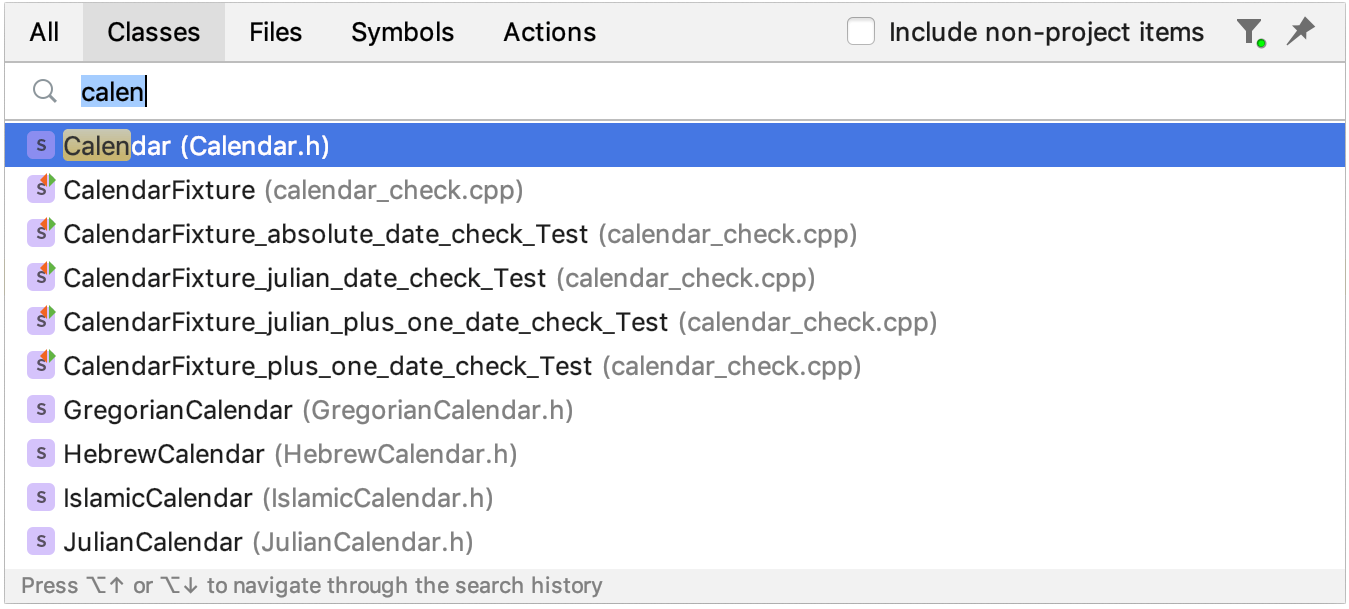 All Classes Files Symbols Actions Include non-project items
calen
S Calendar (Calendar.h)
S CalendarFixture (calendar_check.cpp)
S CalendarFixture_absolute_date_check_Test (calendar_check.cpp)
S CalendarFixture_julian_date_check_Test (calendar_check.cpp)
S CalendarFixture_julian_plus_one_date_check_Test (calendar_check.cpp)
S CalendarFixture_plus_one_date_check_Test (calendar_check.cpp)
S GregorianCalendar (GregorianCalendar.h)
S HebrewCalendar (HebrewCalendar.h)
S IslamicCalendar (IslamicCalendar.h)
S JulianCalendar (JulianCalendar.h)
Press ⌥↑ or ⌥↓ to navigate through the search history